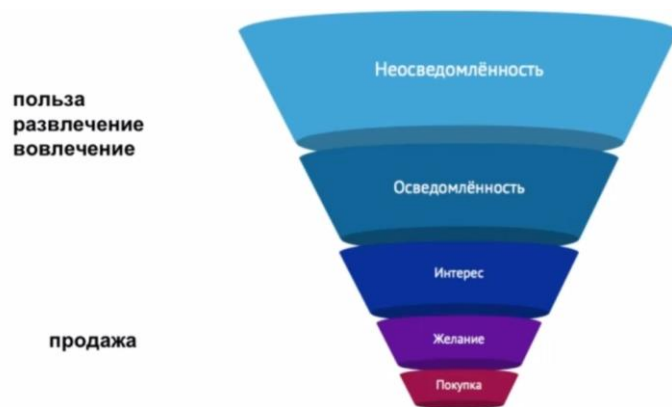 Неосведомлённость
польза
развлечение
вовлечение
Осведомлённость
Интерес
продажа
Желание
Покупка